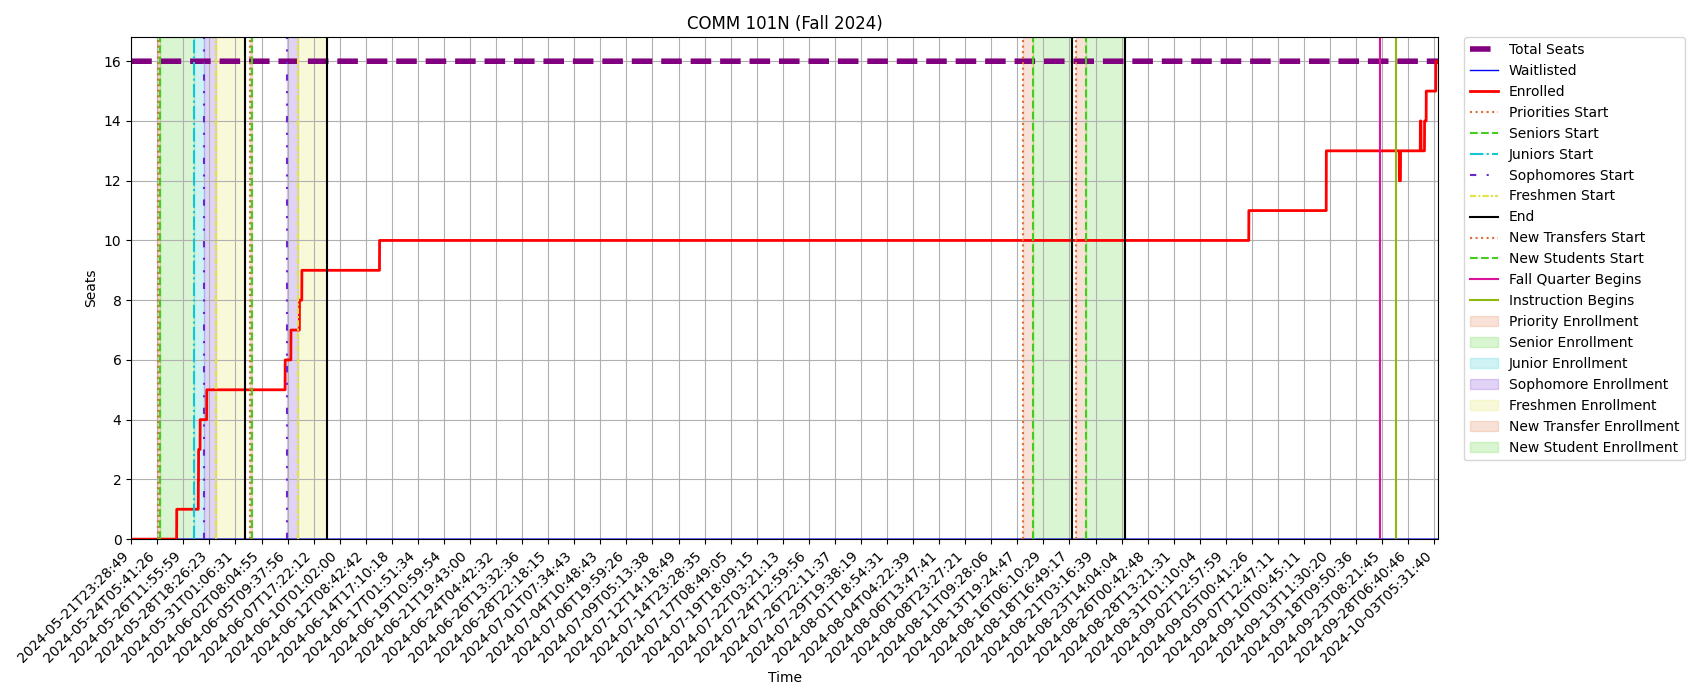 COMM 101N (Fall 2024)
Seats
16
14
12
10
8
6
4
2
0
2024-05-21T23:28:49
2024-05-24T05:41:26
2024-05-26T11:55:59
2024-05-28T18:26:23
2024-05-31T01:06:31
2024-06-02T08:04:55
2024-06-05T09:37:56
2024-06-07T17:22:12
2024-06-10T01:02:00
2024-06-12T08:42:42
2024-06-14T17:10:18
2024-06-17T01:51:34
2024-06-19T10:59:54
2024-06-21T19:43:00
2024-06-24T04:42:32
2024-06-26T13:32:36
2024-06-28T22:18:15
2024-07-01T07:34:43
2024-07-04T10:48:43
2024-07-06T19:59:26
2024-07-09T05:13:38
2024-07-12T14:18:49
2024-07-14T23:28:35
2024-07-17T08:49:05
2024-07-19T18:09:15
2024-07-22T03:21:13
2024-07-24T12:59:56
2024-07-26T22:11:37
2024-07-29T19:38:19
2024-08-01T18:54:31
2024-08-04T04:22:39
2024-08-06T13:47:41
2024-08-08T23:27:21
2024-08-11T09:28:06
2024-08-13T19:24:47
2024-08-16T06:10:29
2024-08-18T16:49:17
2024-08-21T03:16:39
2024-08-23T14:04:04
2024-08-26T00:42:48
2024-08-28T13:21:31
2024-08-31T01:10:04
2024-09-02T12:57:59
2024-09-05T00:41:26
2024-09-07T12:47:11
2024-09-10T00:45:11
2024-09-13T11:30:20
2024-09-18T09:50:36
2024-09-23T08:21:45
2024-09-28T06:40:46
2024-10-03T05:31:40
Time
Total Seats
Waitlisted
Enrolled
Priorities Start
Seniors Start
Juniors Start
Sophomores Start
Freshmen Start
End
New Transfers Start
New Students Start
Fall Quarter Begins
Instruction Begins
Priority Enrollment
Senior Enrollment
Junior Enrollment
Sophomore Enrollment
Freshmen Enrollment
New Transfer Enrollment
New Student Enrollment